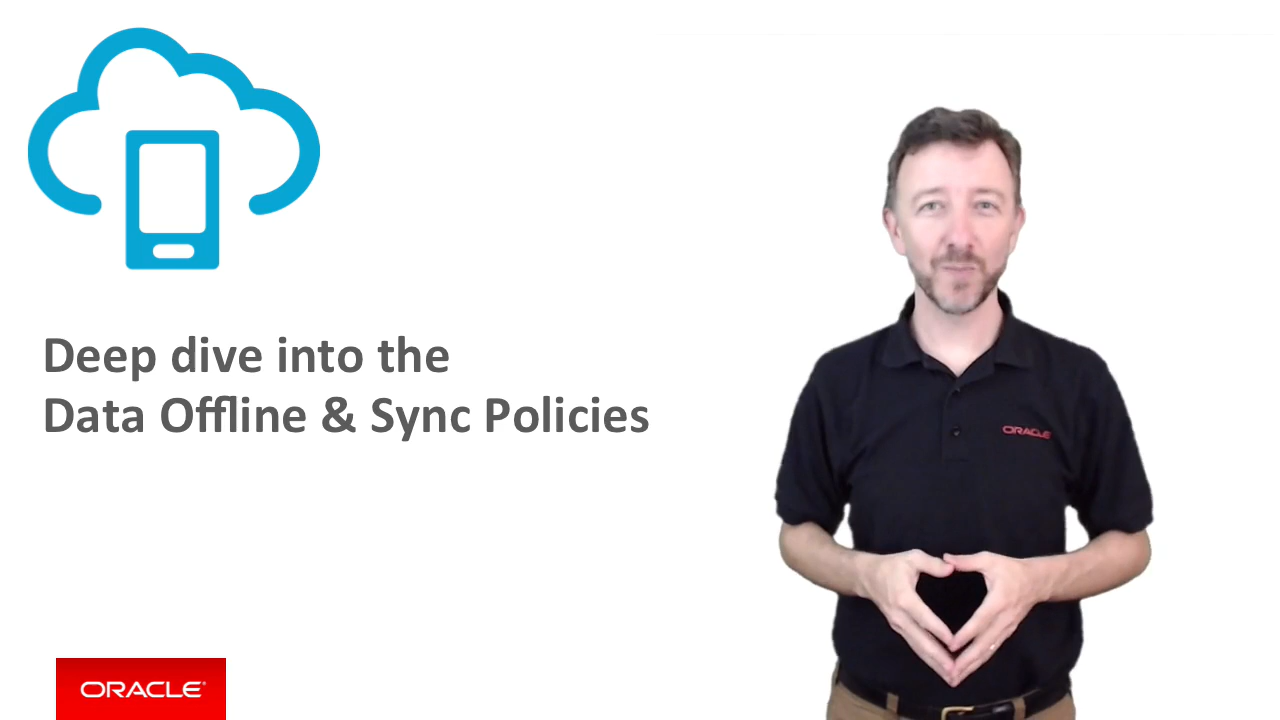 Deep dive into the
Data Offline & Sync Policies
ORACLE
ORACLE®